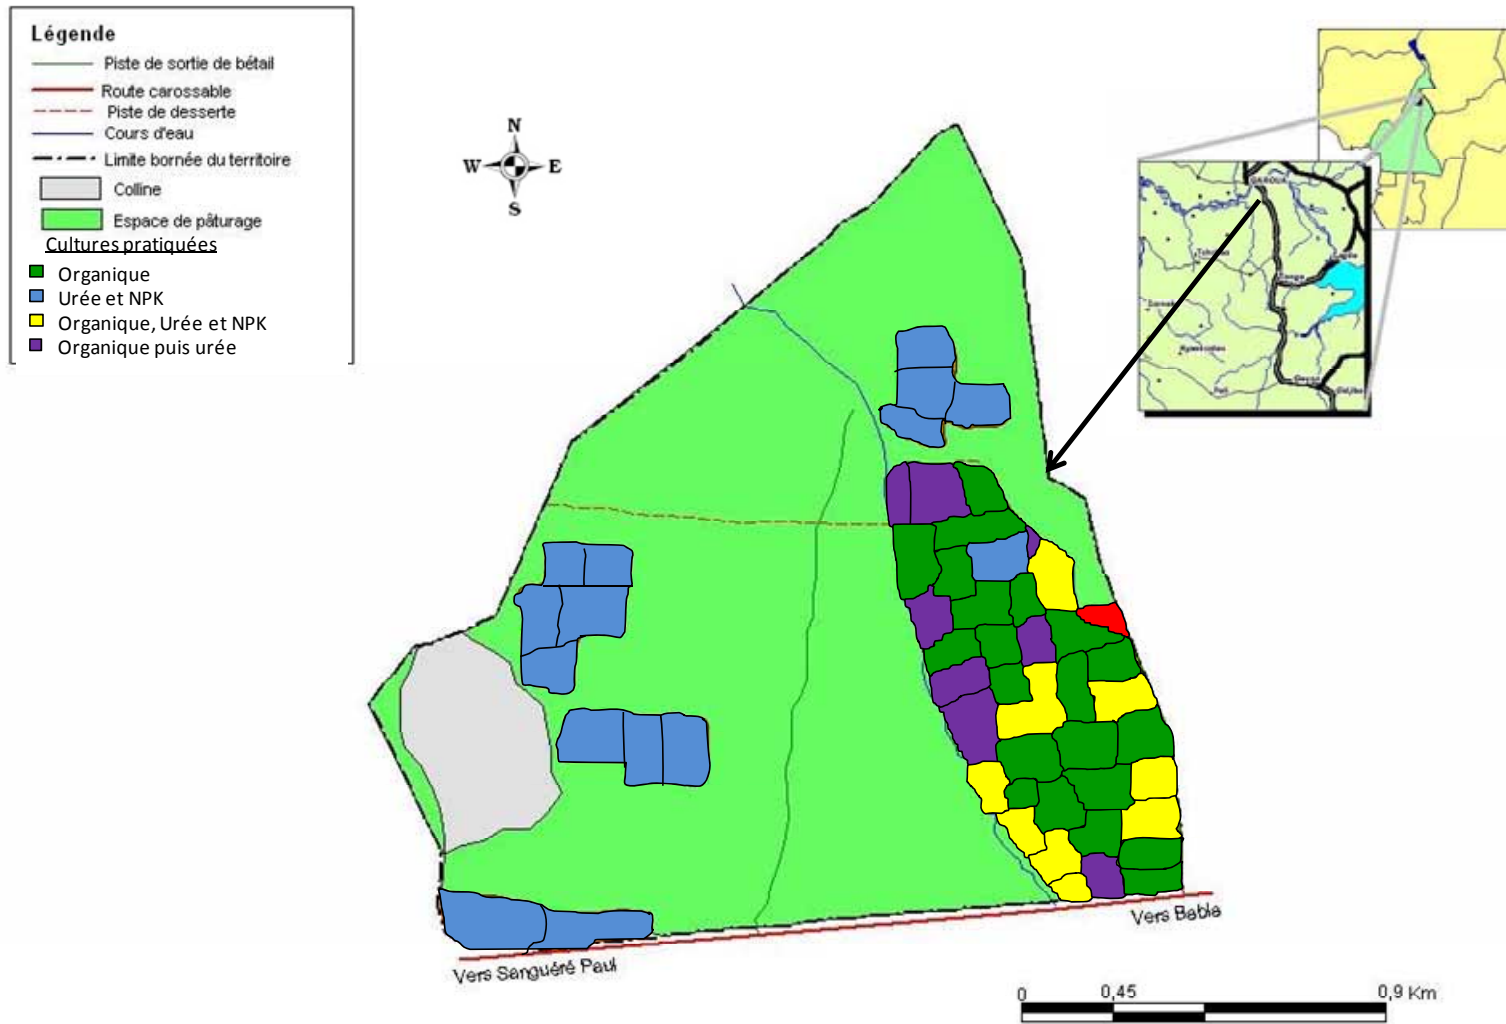 Légende
Piste de sortie de bétail
Route carossable
Piste de desserte
Cours d'eau
Limite bornée du territoire
Colline
Espace de pâturage
Cultures pratiquées
Organique
Urée et NPK
Organique, Urée et NPK
Organique puis urée
N
W E
S
GAROUA
Vers Babla
Vers Sanguéré Paul
0 0,45 0,9 Km